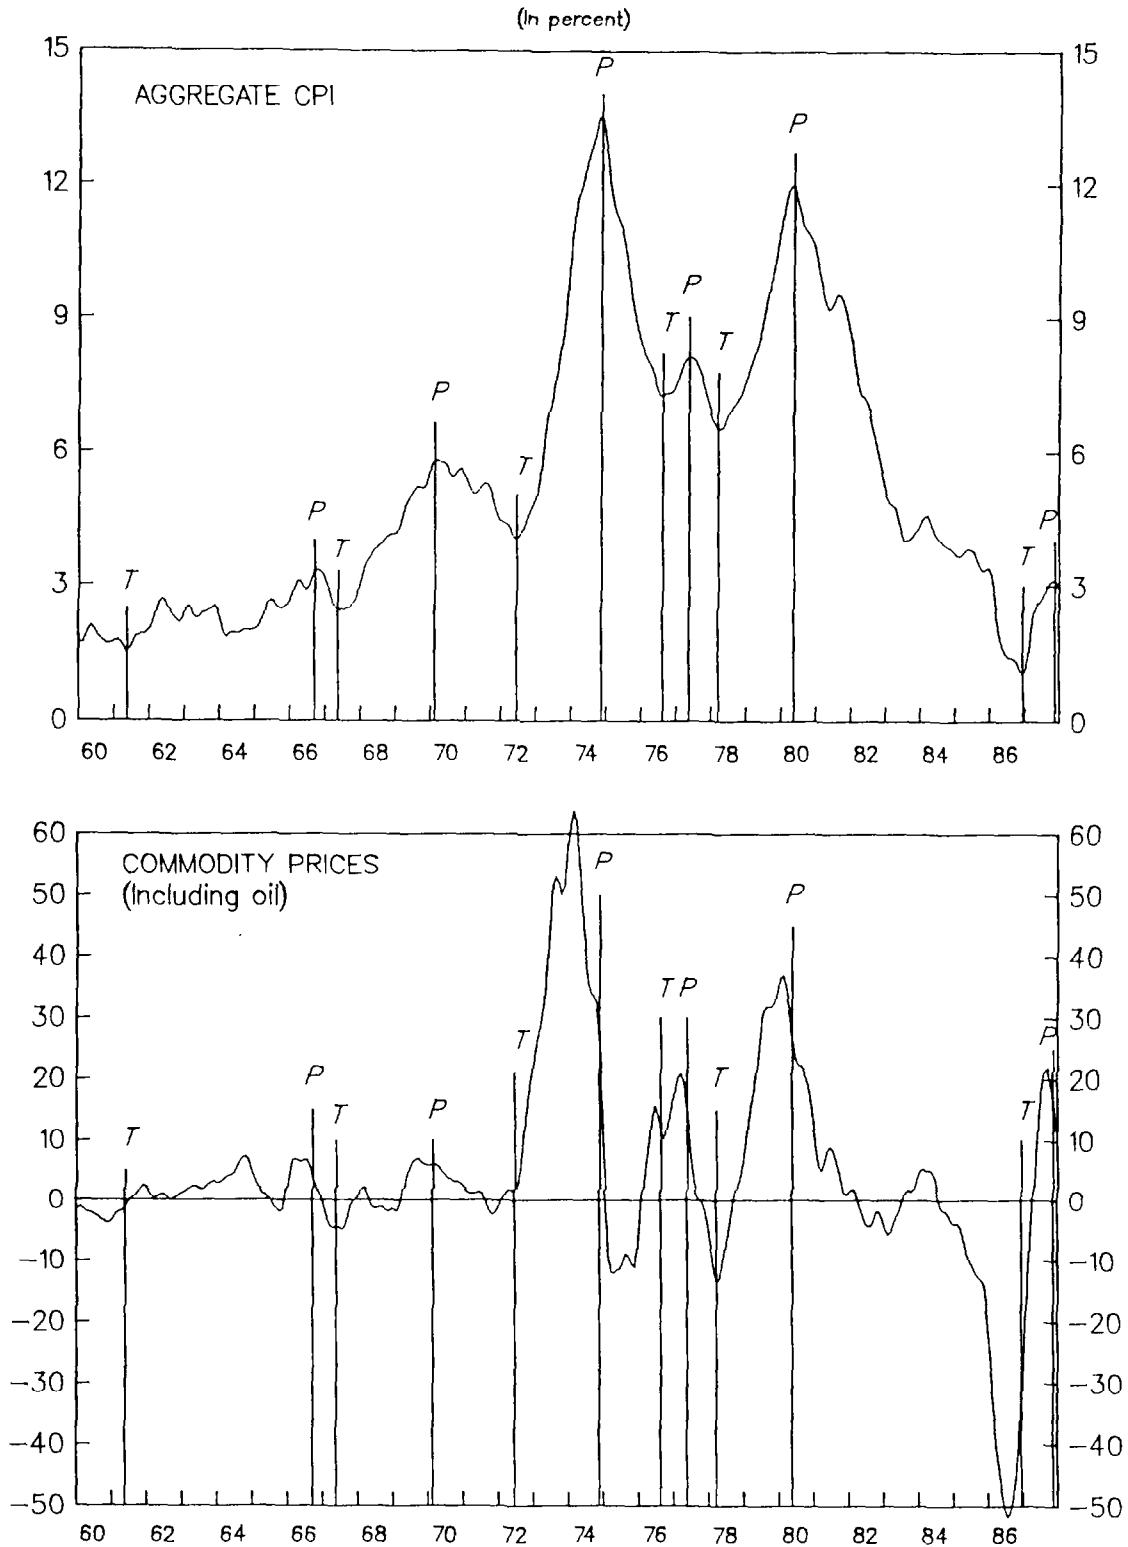 (In percent)
15 15
P
AGGREGATE CPI
P
12 12
P
9 9
T
T
P
6 6
T
P P
T T
T
3 3
0 0
60 62 64 66 68 70 72 74 76 78 80 82 84 86
60 60
COMMODITY PRICES
(Including oil)
P
P
50 50
40 40
T P
30 30
T P
P T
20 20
T T P T
10 10
0 0
-10 -10
-20 -20
-30 -30
-40 -40
-50 -50
60 62 64 66 68 70 72 74 76 78 80 82 84 86